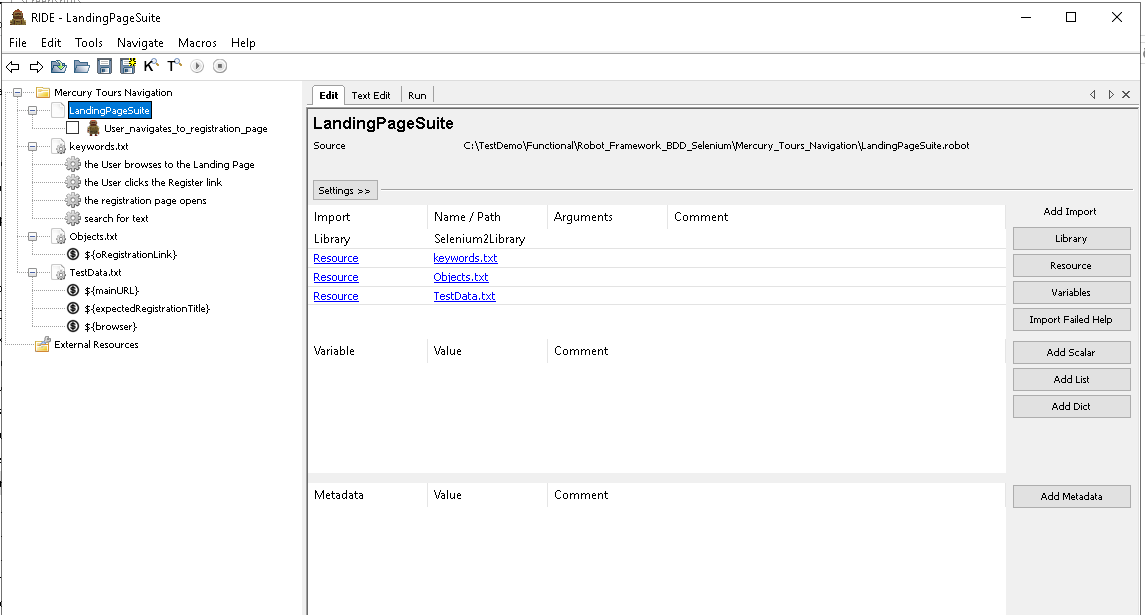 RIDE - LandingPageSuite
File Edit Tools Navigate Macros Help
K T
Mercury Tours Navigation
LandingPageSuite
User_navigates_to_registration_page
keywords.txt
the User browses to the Landing Page
the User clicks the Register link
the registration page opens
search for text
Objects.txt
${oRegistrationLink}
TestData.txt
${mainURL}
${expectedRegistrationTitle}
${browser}
External Resources
Edit Text Edit Run
LandingPageSuite
Source C:\TestDemo\Functional\Robot_Framework_BDD_Selenium\Mercury_Tours_Navigation\LandingPageSuite.robot
Settings >>
Import Name / Path Arguments Comment
Library Selenium2Library
Resource keywords.txt
Resource Objects.txt
Resource TestData.txt
Add Import
Library
Resource
Variables
Import Failed Help
Variable Value Comment
Add Scalar
Add List
Add Dict
Metadata Value Comment
Add Metadata